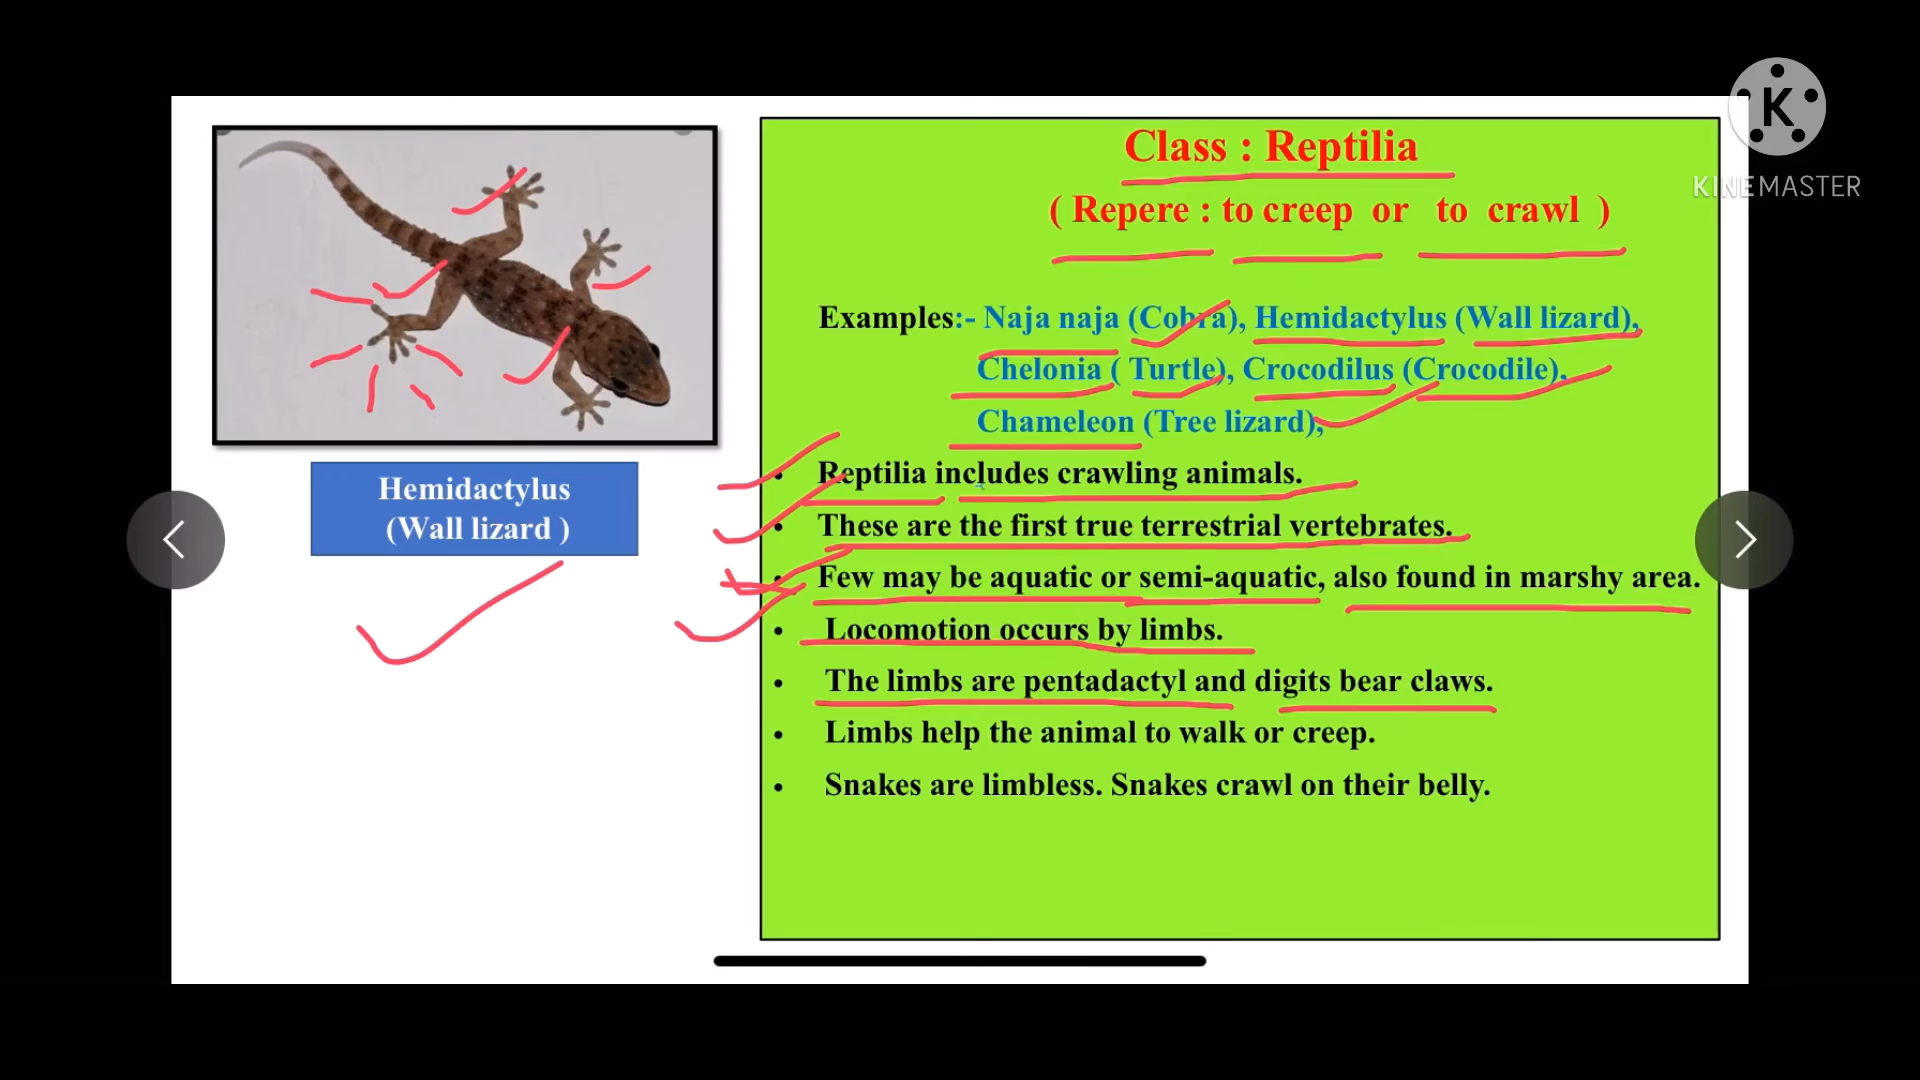 K
KINEMASTER
Class : Reptilia
( Repere : to creep or to crawl )
Examples:- Naja naja (Cobra), Hemidactylus (Wall lizard),
Chelonia ( Turtle), Crocodilus (Crocodile),
Chameleon (Tree lizard),
• Reptilia includes crawling animals.
• These are the first true terrestrial vertebrates.
• Few may be aquatic or semi-aquatic, also found in marshy area.
• Locomotion occurs by limbs.
• The limbs are pentadactyl and digits bear claws.
• Limbs help the animal to walk or creep.
• Snakes are limbless. Snakes crawl on their belly.
Hemidactylus
(Wall lizard )